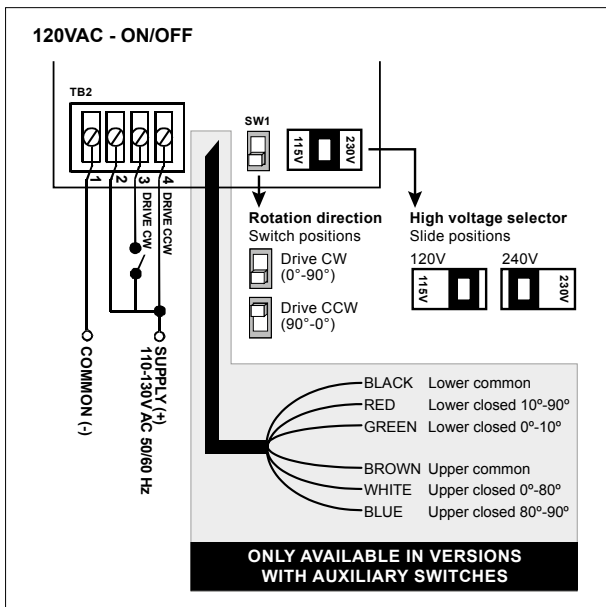 120VAC - ON/OFF
TB2
SW1
115V
230V
1
2
3
4
DRIVE CW
DRIVE CCW
COMMON (-)
SUPPLY (+)
110-130V AC 50/60 Hz
Rotation direction
Switch positions
Drive CW
(0°-90°)
Drive CCW
(90°-0°)
High voltage selector
Slide positions
120V
240V
115V
230V
BLACK Lower common
RED Lower closed 10º-90º
GREEN Lower closed 0º-10º
BROWN Upper common
WHITE Upper closed 0º-80º
BLUE Upper closed 80º-90º
ONLY AVAILABLE IN VERSIONS
WITH AUXILIARY SWITCHES